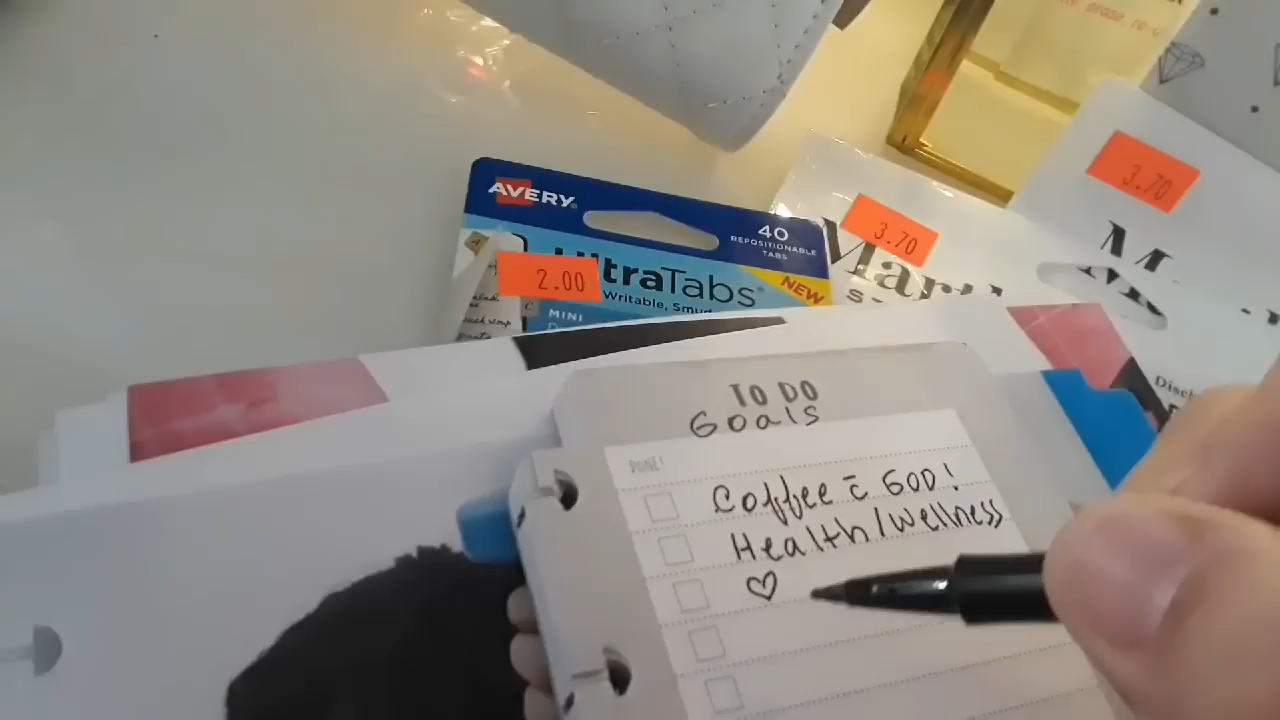 AVERY
40
REPOSITIONABLE
TABS
UltraTabs
NEW
2.00
Writable,
MINI
3.70
3.70
TO DO
Goals
DONE!
Coffee c̄ GOD!
Health/Wellness
♡